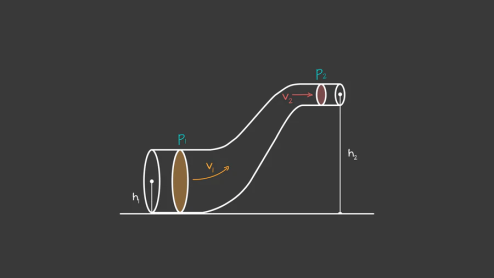 P₂
v₂
P₁
v₁
h₂
h₁